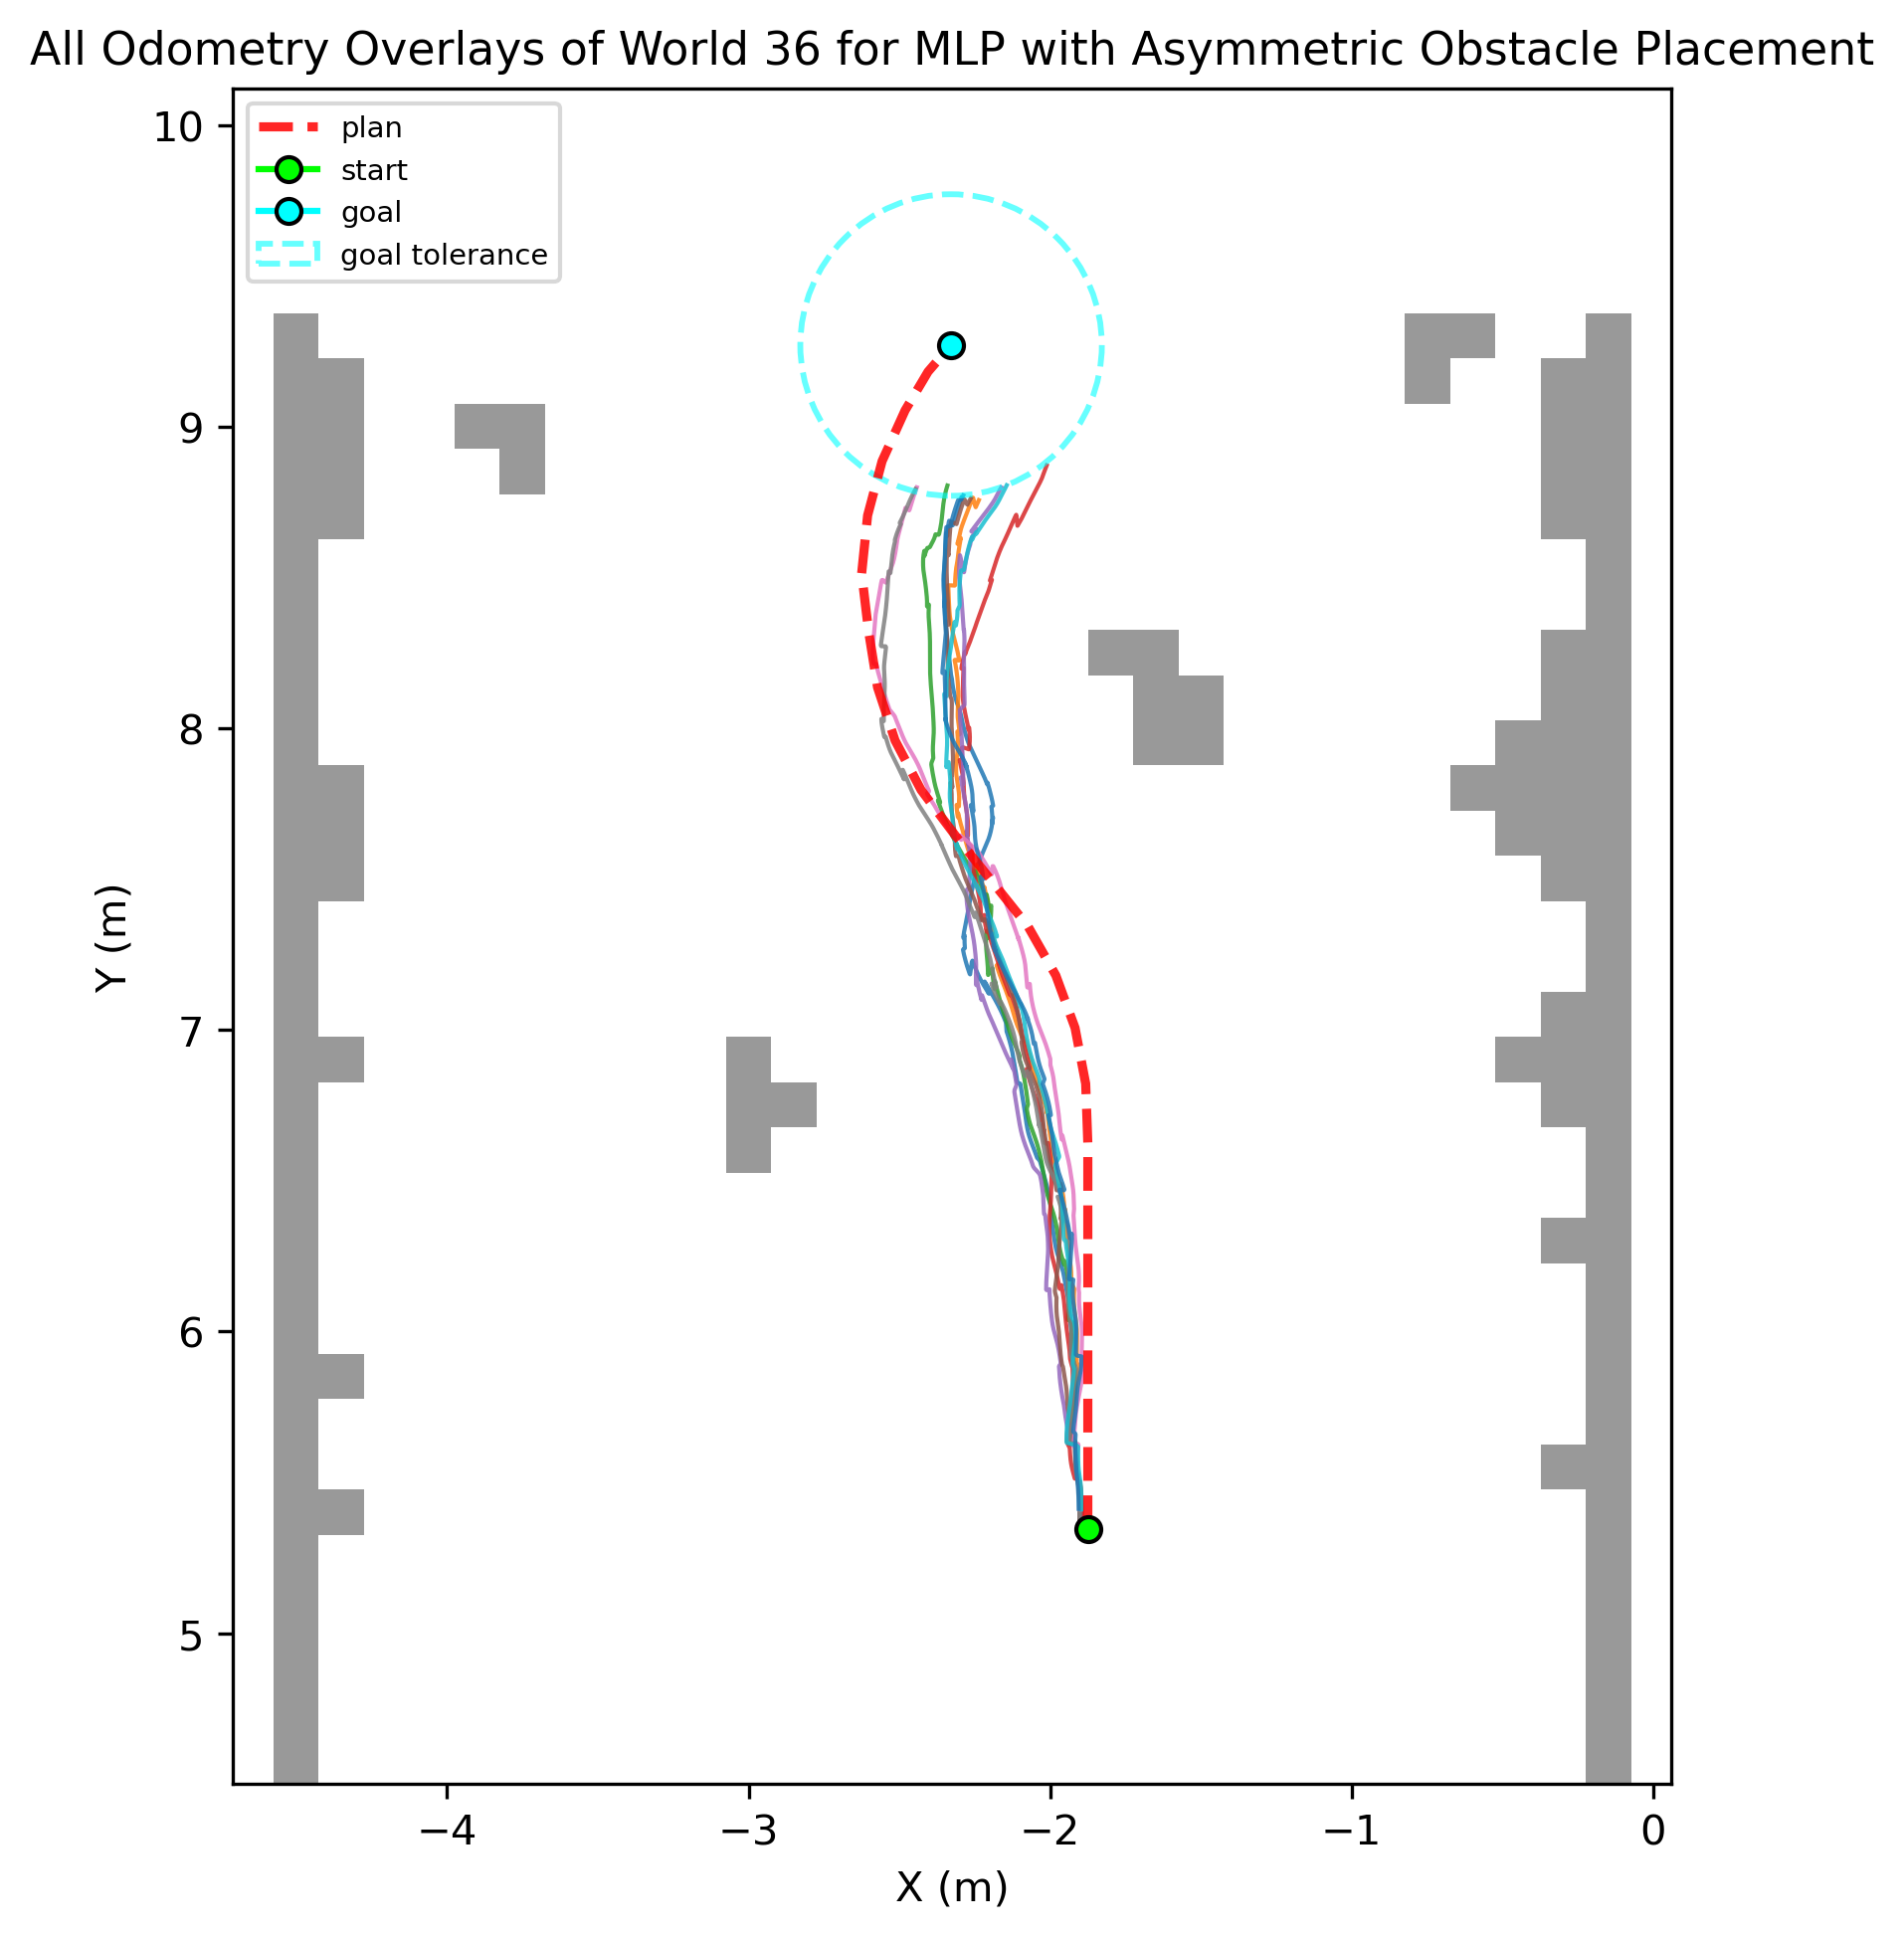 All Odometry Overlays of World 36 for MLP with Asymmetric Obstacle Placement
plan
start
goal
goal tolerance
10
9
8
7
6
5
Y (m)
−4
−3
−2
−1
0
X (m)